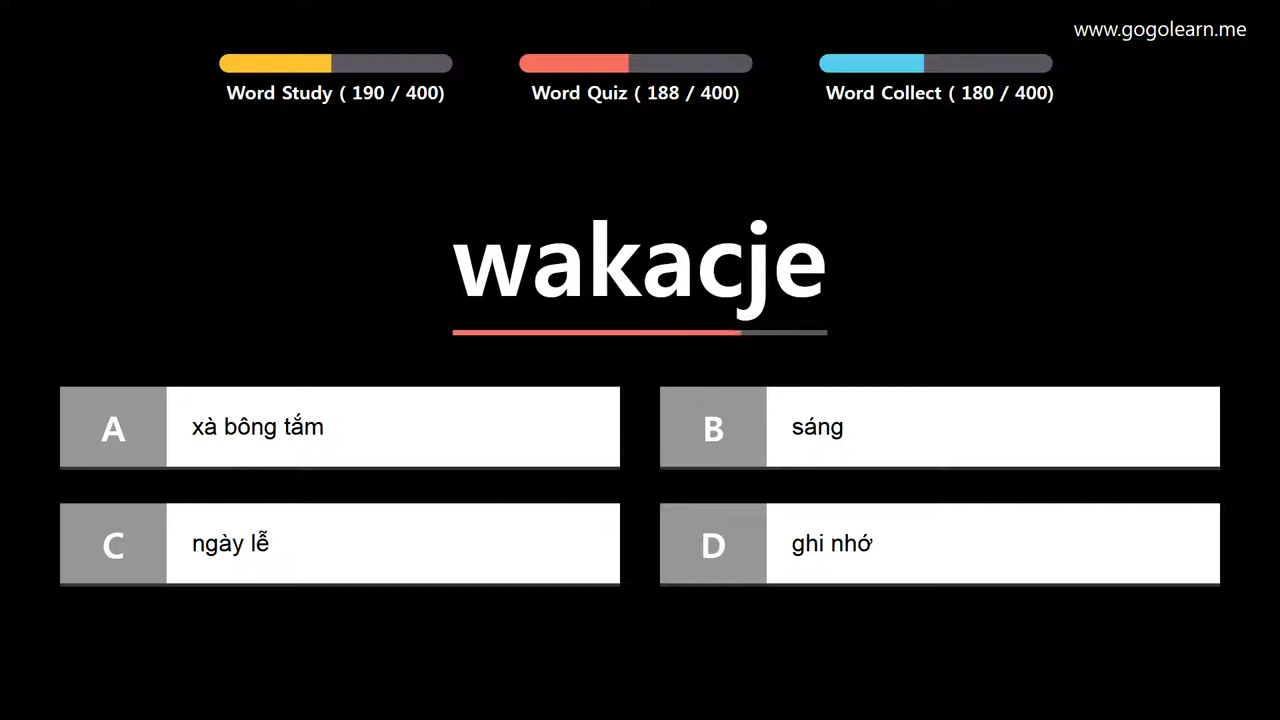 www.gogolearn.me
Word Study ( 190 / 400)
Word Quiz ( 188 / 400)
Word Collect ( 180 / 400)
wakacje
A xà bông tắm
B sáng
C ngày lễ
D ghi nhớ